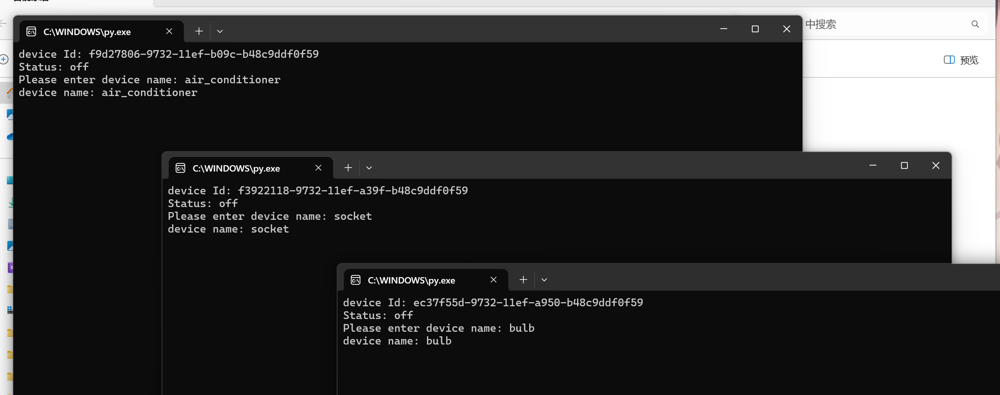 中搜索
预览
C:\WINDOWS\py.exe
device Id: f9d27806-9732-11ef-b09c-b48c9ddf0f59
Status: off
Please enter device name: air_conditioner
device name: air_conditioner
C:\WINDOWS\py.exe
device Id: f3922118-9732-11ef-a39f-b48c9ddf0f59
Status: off
Please enter device name: socket
device name: socket
C:\WINDOWS\py.exe
device Id: ec37f55d-9732-11ef-a950-b48c9ddf0f59
Status: off
Please enter device name: bulb
device name: bulb